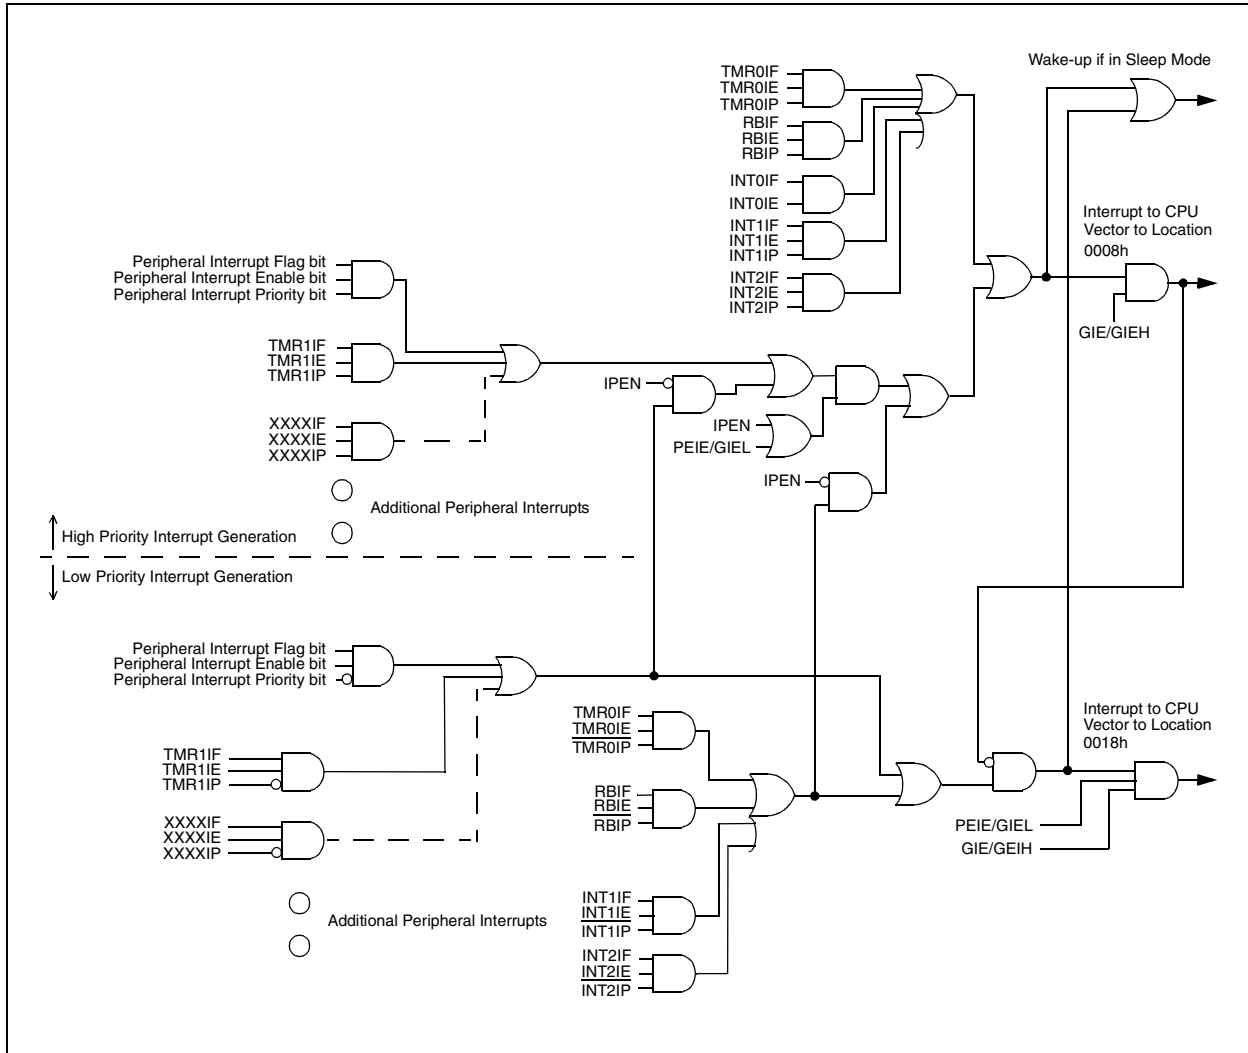 Wake-up if in Sleep Mode
TMR0IF
TMR0IE
TMR0IP
RBIF
RBIE
RBIP
INT0IF
INT0IE
INT1IF
INT1IE
INT1IP
INT2IF
INT2IE
INT2IP
Interrupt to CPU
Vector to Location
0008h
GIE/GIEH
Peripheral Interrupt Flag bit
Peripheral Interrupt Enable bit
Peripheral Interrupt Priority bit
TMR1IF
TMR1IE
TMR1IP
XXXXIF
XXXXIE
XXXXIP
IPEN
IPEN
PEIE/GIEL
IPEN
Additional Peripheral Interrupts
High Priority Interrupt Generation
Low Priority Interrupt Generation
Peripheral Interrupt Flag bit
Peripheral Interrupt Enable bit
Peripheral Interrupt Priority bit
TMR1IF
TMR1IE
TMR1IP
XXXXIF
XXXXIE
XXXXIP
Additional Peripheral Interrupts
TMR0IF
TMR0IE
TMR0IP
RBIF
RBIE
RBIP
INT1IF
INT1IE
INT1IP
INT2IF
INT2IE
INT2IP
Interrupt to CPU
Vector to Location
0018h
PEIE/GIEL
GIE/GEIH